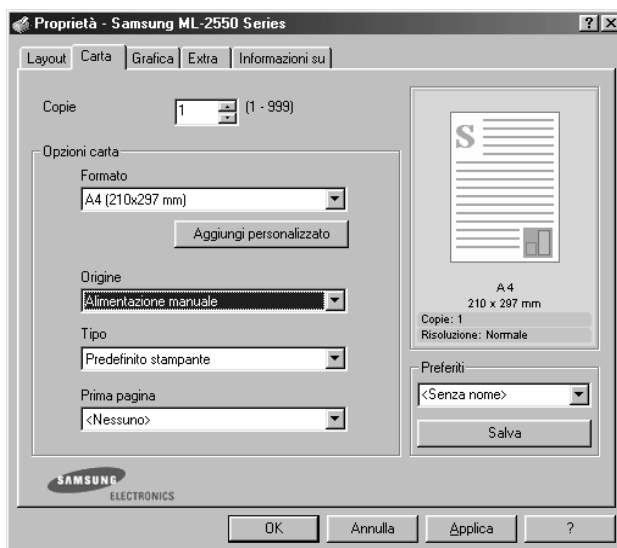 Proprietà - Samsung ML-2550 Series
? ×
Layout Carta Grafica Extra Informazioni su
Copie 1 (1 - 999)
Opzioni carta
Formato
A4 (210x297 mm)
Aggiungi personalizzato
Origine
Alimentazione manuale
Tipo
Predefinito stampante
Prima pagina
<Nessuno>
S
A4
210 x 297 mm
Copie: 1
Risoluzione: Normale
Preferiti
<Senza nome>
Salva
SAMSUNG
ELECTRONICS
OK Annulla Applica ?